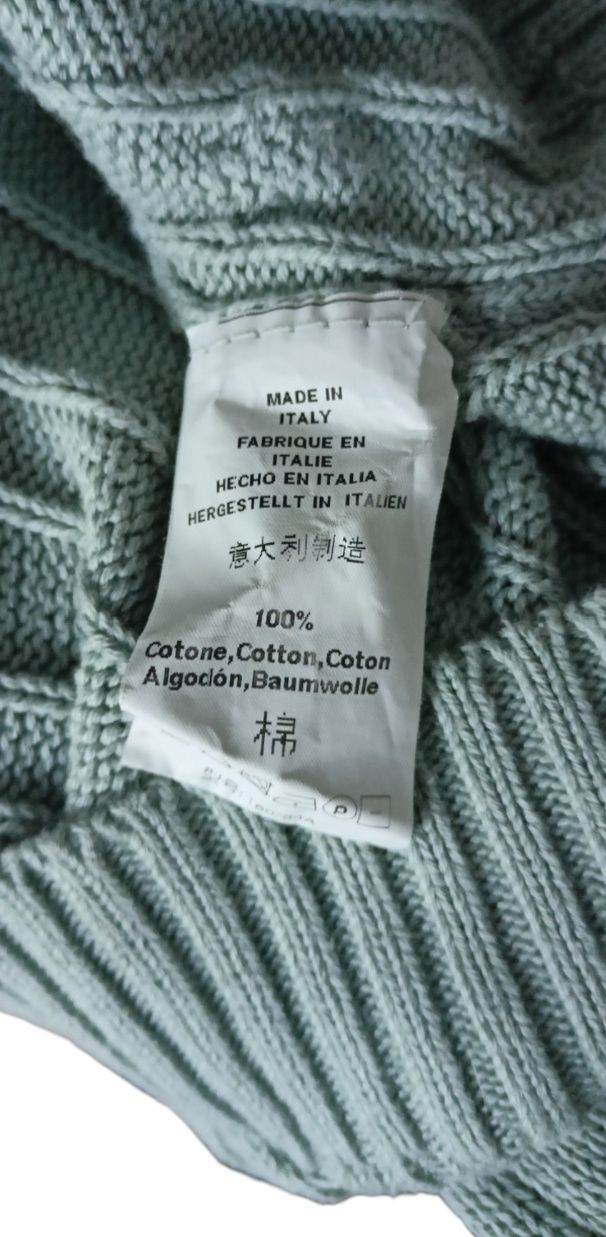 MADE IN
ITALY
FABRIQUE EN
ITALIE
HECHO EN ITALIA
HERGESTELLT IN ITALIEN
意大利制造
100%
Cotone,Cotton,Coton
Algodón,Baumwolle
棉
P